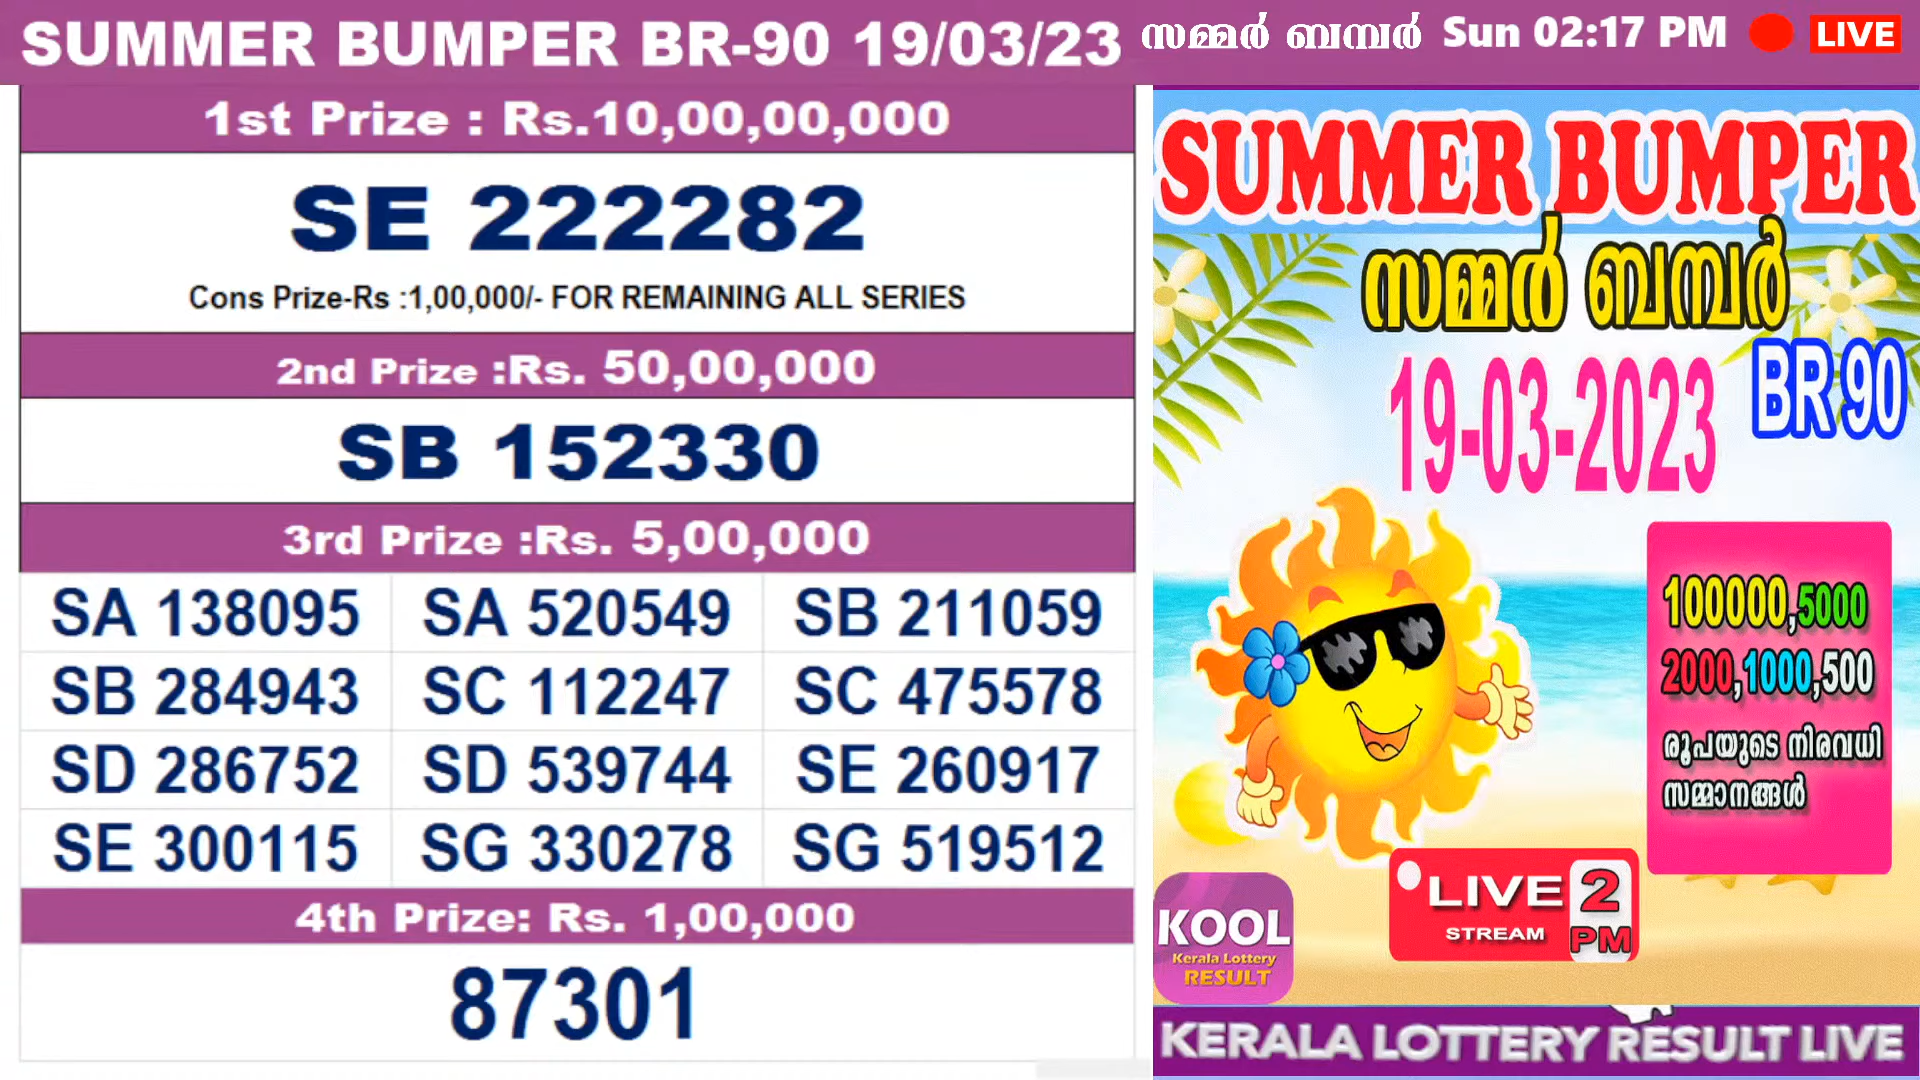 SUMMER BUMPER BR-90 19/03/23 സമ്മർ ബമ്പർ Sun 02:17 PM LIVE
1st Prize : Rs.10,00,00,000
SE 222282
Cons Prize-Rs :1,00,000/- FOR REMAINING ALL SERIES
2nd Prize :Rs. 50,00,000
SB 152330
3rd Prize :Rs. 5,00,000
SA 138095 SA 520549 SB 211059
SB 284943 SC 112247 SC 475578
SD 286752 SD 539744 SE 260917
SE 300115 SG 330278 SG 519512
4th Prize: Rs. 1,00,000
87301
SUMMER BUMPER
സമ്മർ ബമ്പർ
BR 90
19-03-2023
100000,5000
2000,1000,500
രൂപയുടെ നിരവധി
സമ്മാനങ്ങൾ
LIVE 2
STREAM PM
KOOL
Kerala Lottery
RESULT
KERALA LOTTERY RESULT LIVE